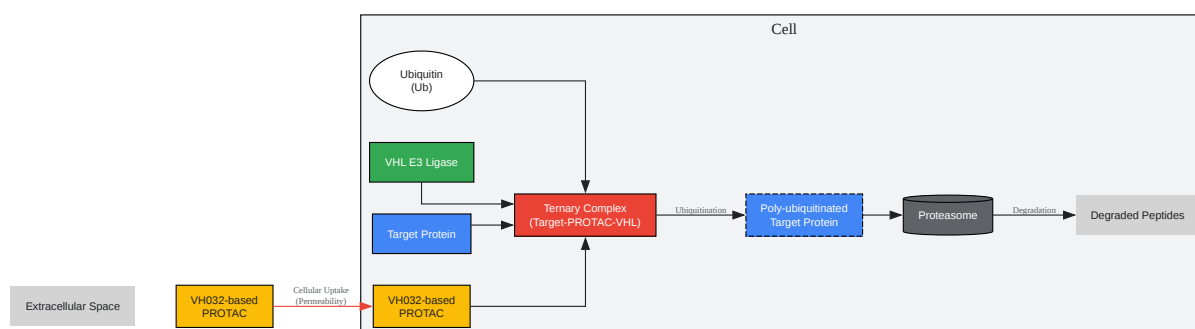 Cell
Ubiquitin
(Ub)
VHL E3 Ligase
Target Protein
Ternary Complex
(Target-PROTAC-VHL)
Ubiquitination
Poly-ubiquitinated
Target Protein
Proteasome
Degradation
Degraded Peptides
Extracellular Space
VH032-based
PROTAC
Cellular Uptake
(Permeability)
VH032-based
PROTAC